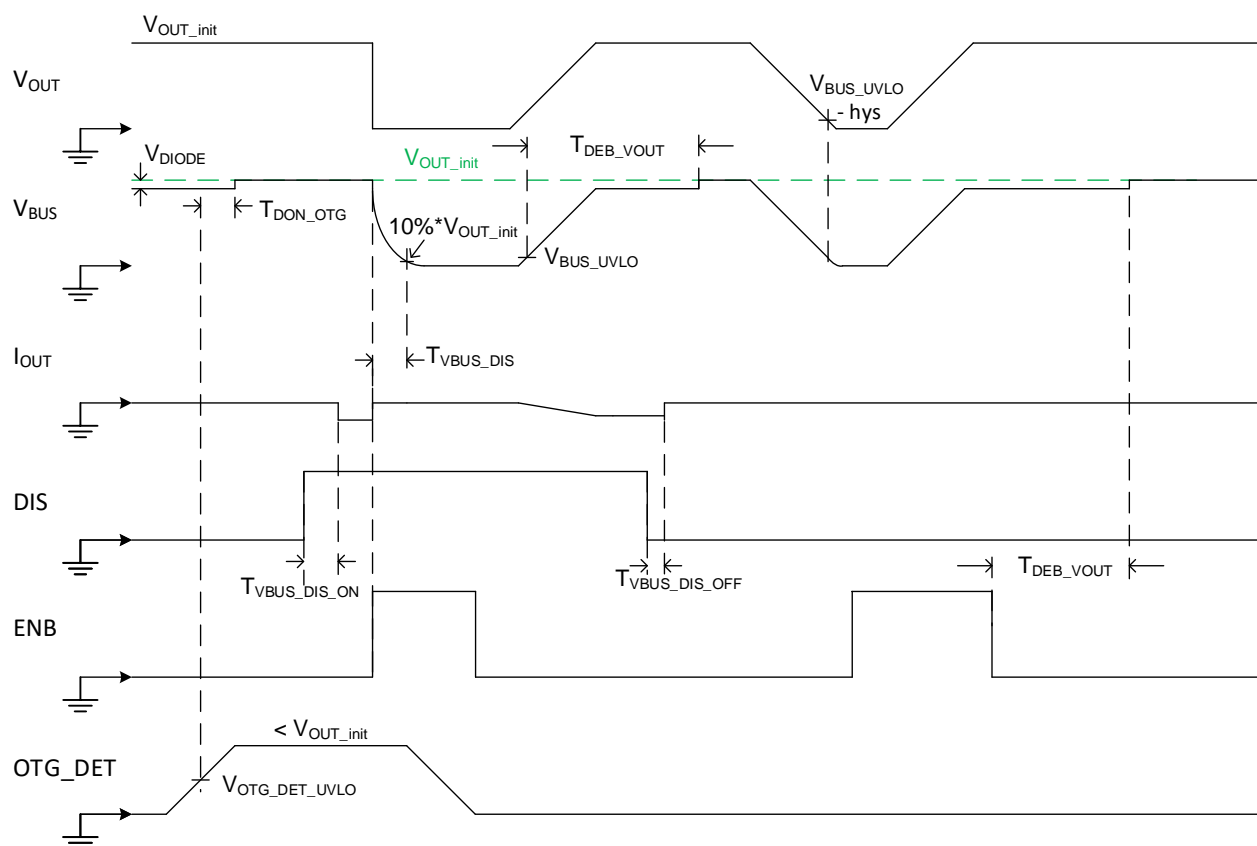 VOUT_init
VOUT
VBUS_UVLO
- hys
VDIODE
VOUT_init
TDEB_VOUT
VBUS
TDON_OTG
10%*VOUT_init
VBUS_UVLO
IOUT
TVBUS_DIS
DIS
TVBUS_DIS_ON
TVBUS_DIS_OFF
TDEB_VOUT
ENB
< VOUT_init
OTG_DET
VOTG_DET_UVLO